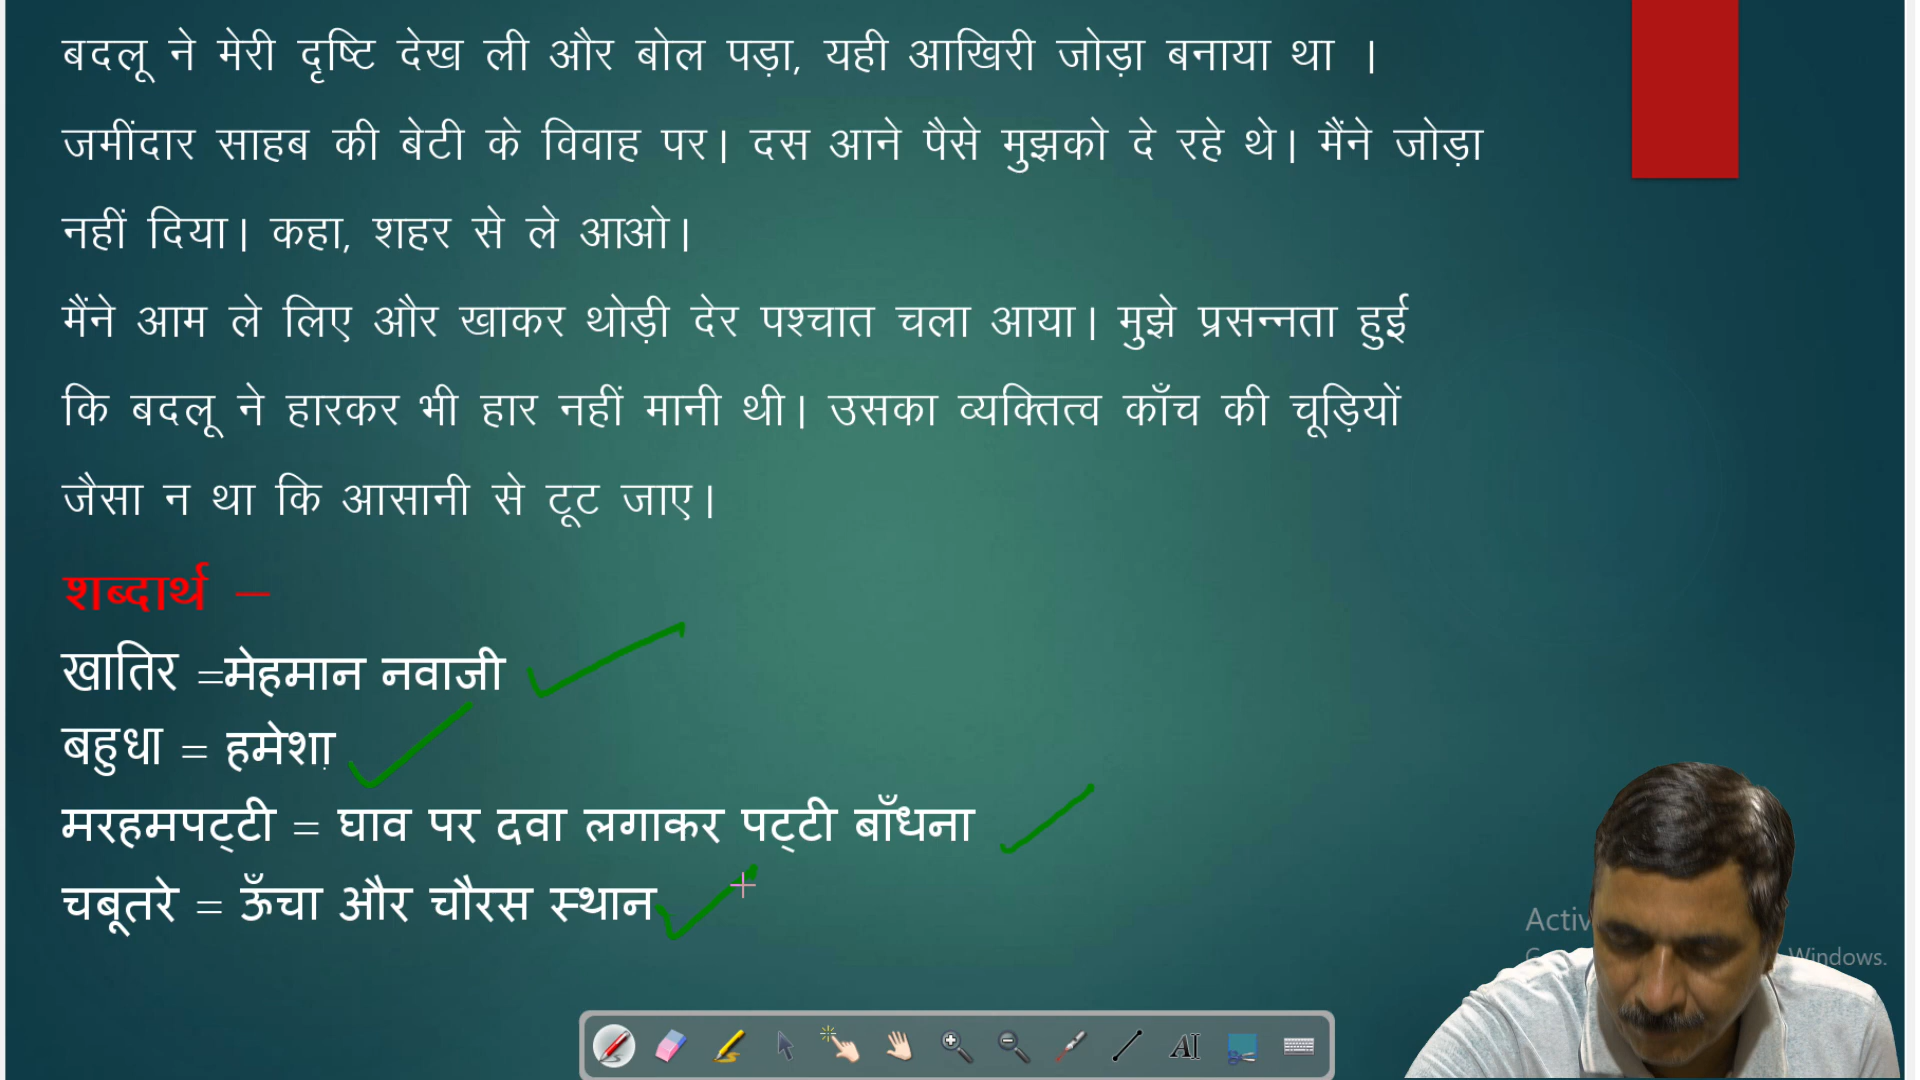 बदलू ने मेरी दृष्टि देख ली और बोल पड़ा, यही आखिरी जोड़ा बनाया था ।
जमींदार साहब की बेटी के विवाह पर। दस आने पैसे मुझको दे रहे थे। मैंने जोड़ा
नहीं दिया। कहा, शहर से ले आओ।
मैंने आम ले लिए और खाकर थोड़ी देर पश्चात चला आया। मुझे प्रसन्नता हुई
कि बदलू ने हारकर भी हार नहीं मानी थी। उसका व्यक्तित्व काँच की चूड़ियों
जैसा न था कि आसानी से टूट जाए।
शब्दार्थ –
खातिर =मेहमान नवाजी
बहुधा = हमेशा़
मरहमपट्टी = घाव पर दवा लगाकर पट्टी बाँधना
चबूतरे = ऊँचा और चौरस स्थान
Windows.
AI